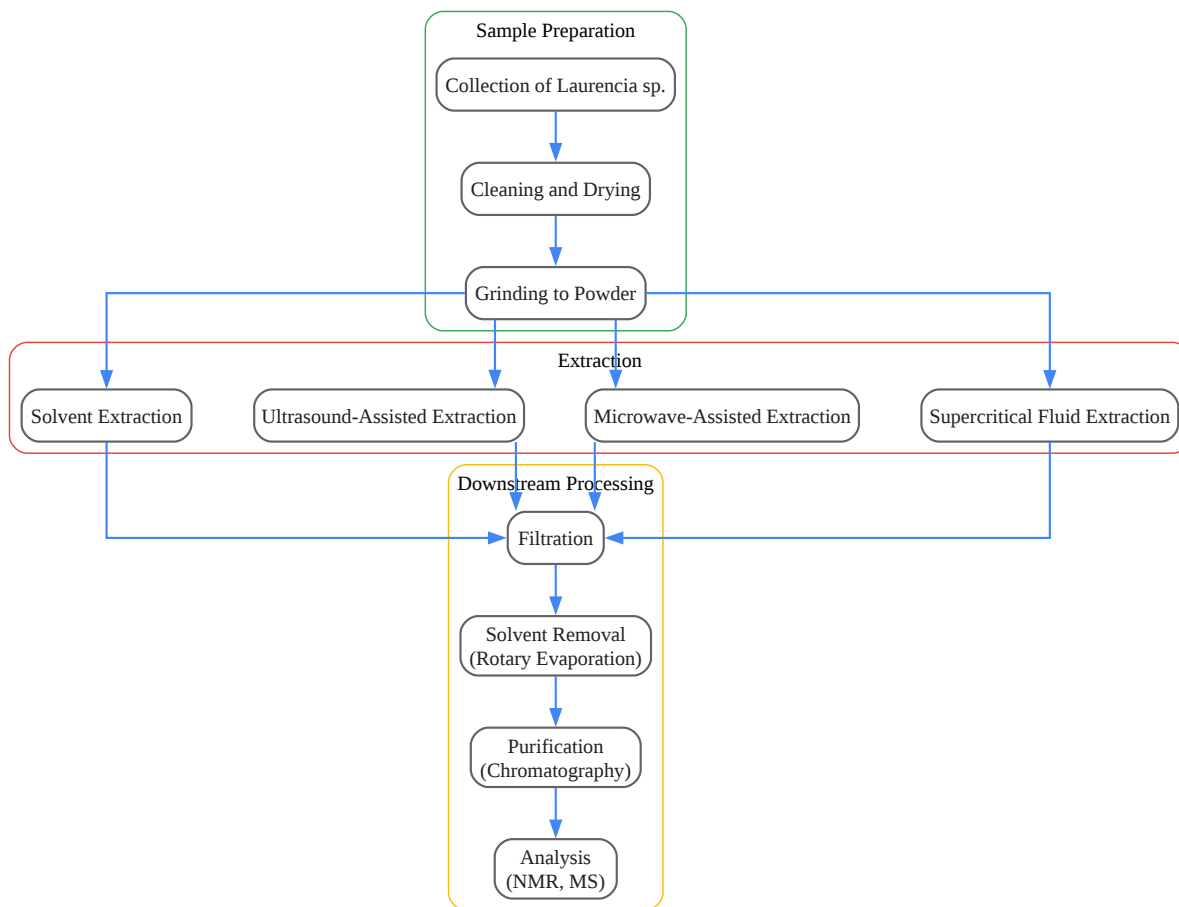 Sample Preparation
Collection of Laurencia sp.
Cleaning and Drying
Grinding to Powder
Extraction
Solvent Extraction
Ultrasound-Assisted Extraction
Microwave-Assisted Extraction
Supercritical Fluid Extraction
Downstream Processing
Filtration
Solvent Removal
(Rotary Evaporation)
Purification
(Chromatography)
Analysis
(NMR, MS)